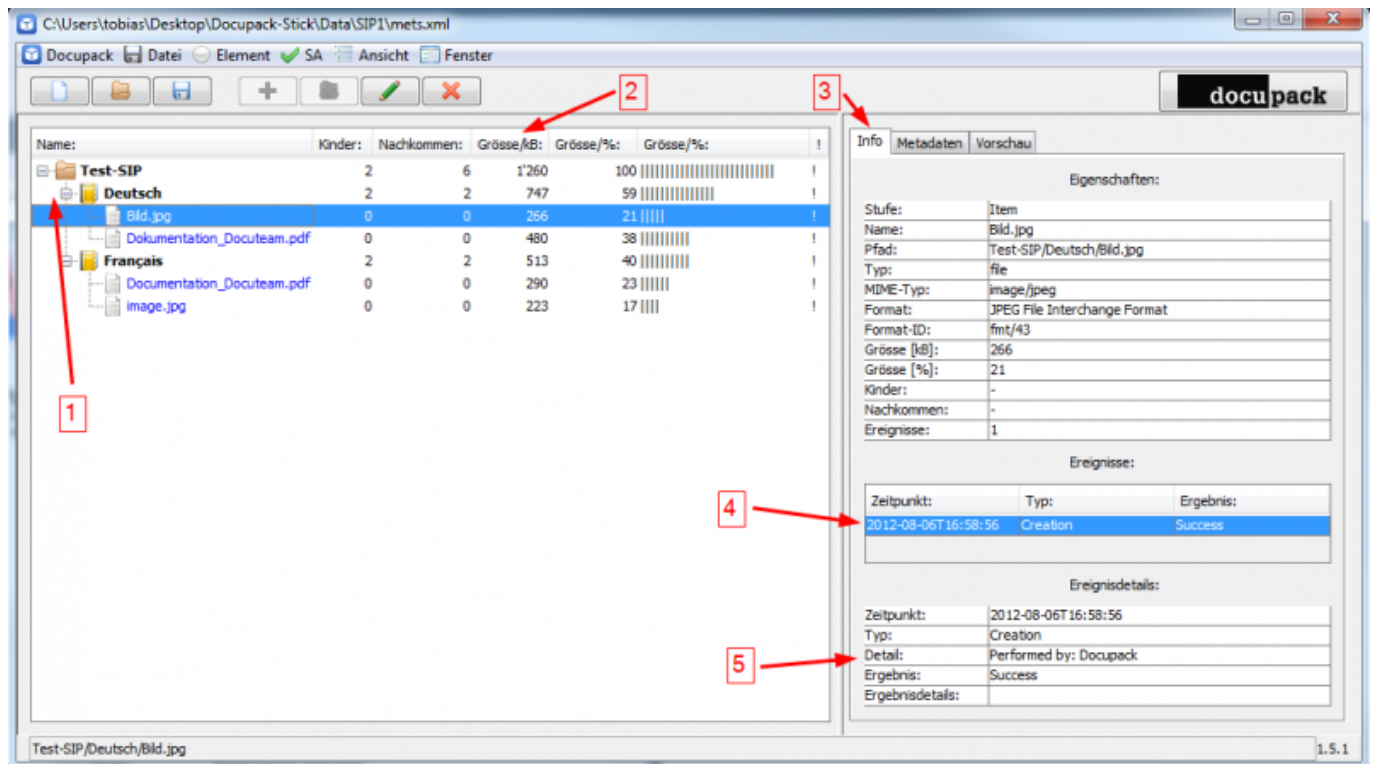 C:\Users\tobias\Desktop\Docupack-Stick\Data\SIP1\mets.xml
Docupack Datei Element SA Ansicht Fenster
2
3
docupack
Name: Kinder: Nachkommen: Grösse/kB: Grösse/%: Grösse/%: !
Test-SIP 2 6 1'260 100 |||||||||||||||||||||||||||| !
Deutsch 2 2 747 59 |||||||||||||||| !
Bild.jpg 0 0 266 21 ||||| !
Dokumentation_Docuteam.pdf 0 0 480 38 |||||||||| !
Français 2 2 513 40 |||||||||| !
Documentation_Docuteam.pdf 0 0 290 23 |||||| !
image.jpg 0 0 223 17 |||| !
1
Info Metadaten Vorschau
Eigenschaften:
Stufe: Item
Name: Bild.jpg
Pfad: Test-SIP/Deutsch/Bild.jpg
Typ: file
MIME-Typ: image/jpeg
Format: JPEG File Interchange Format
Format-ID: fmt/43
Grösse [kB]: 266
Grösse [%]: 21
Kinder: -
Nachkommen: -
Ereignisse: 1
Ereignisse:
4
Zeitpunkt: Typ: Ergebnis:
2012-08-06T16:58:56 Creation Success
Ereignisdetails:
Zeitpunkt: 2012-08-06T16:58:56
Typ: Creation
5
Detail: Performed by: Docupack
Ergebnis: Success
Ergebnisdetails:
Test-SIP/Deutsch/Bild.jpg 1.5.1